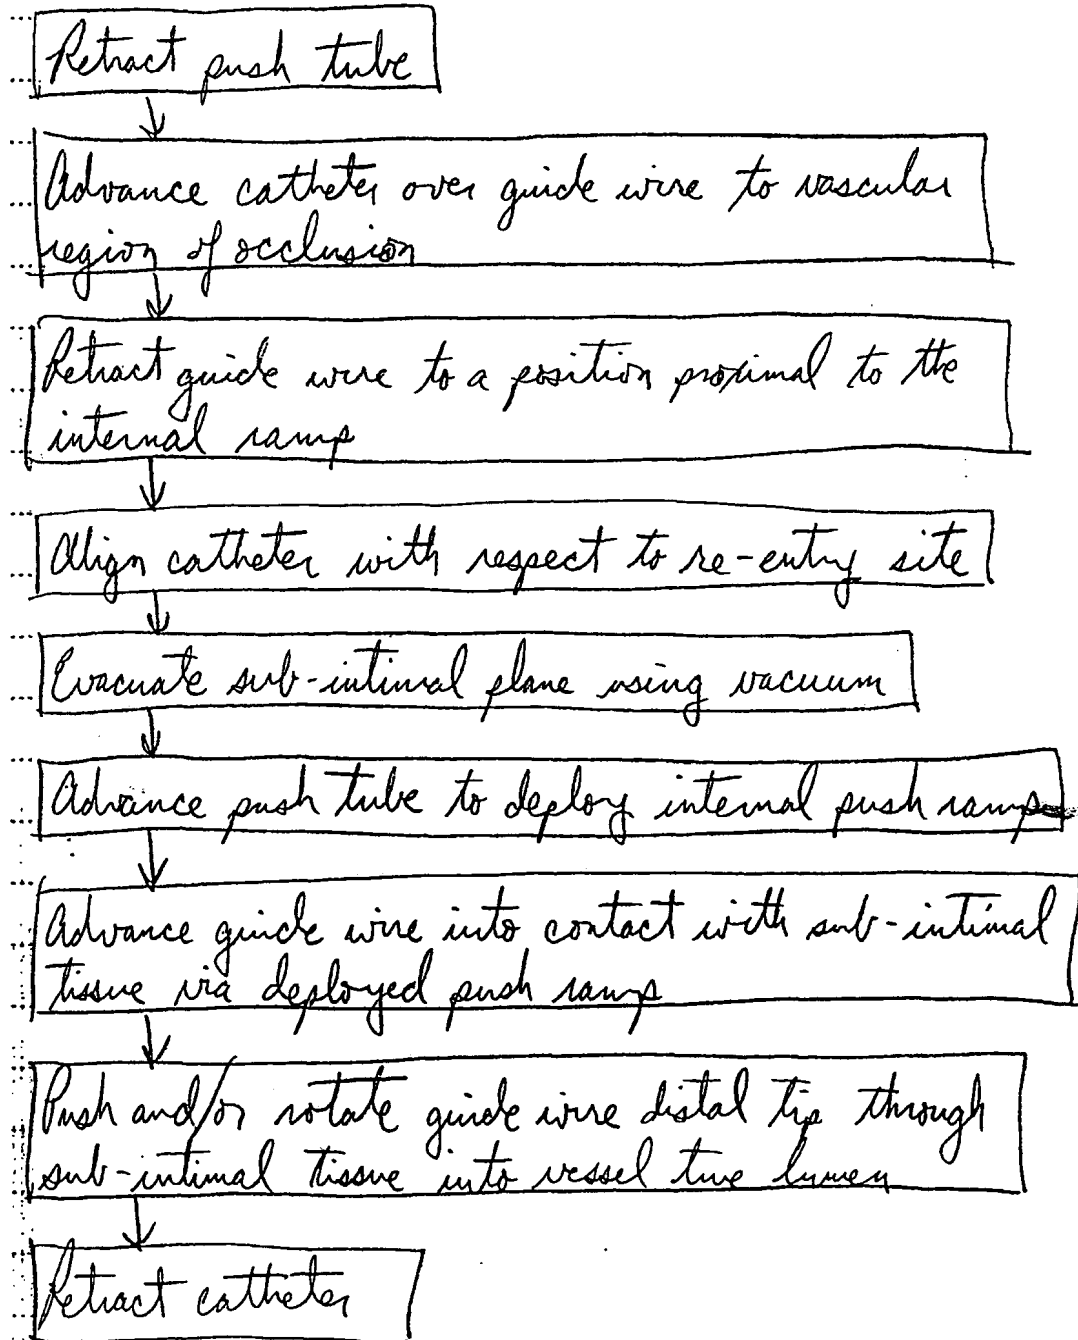 Retract push tube
Advance catheter over guide wire to vascular
region of occlusion
Retract guide wire to a position proximal to the
internal ramp
Align catheter with respect to re-entry site
Evacuate sub-intimal plane using vacuum
Advance push tube to deploy internal push ramp
Advance guide wire into contact with sub-intimal
tissue via deployed push ramp
Push and/or rotate guide wire distal tip through
sub-intimal tissue into vessel true lumen
Retract catheter